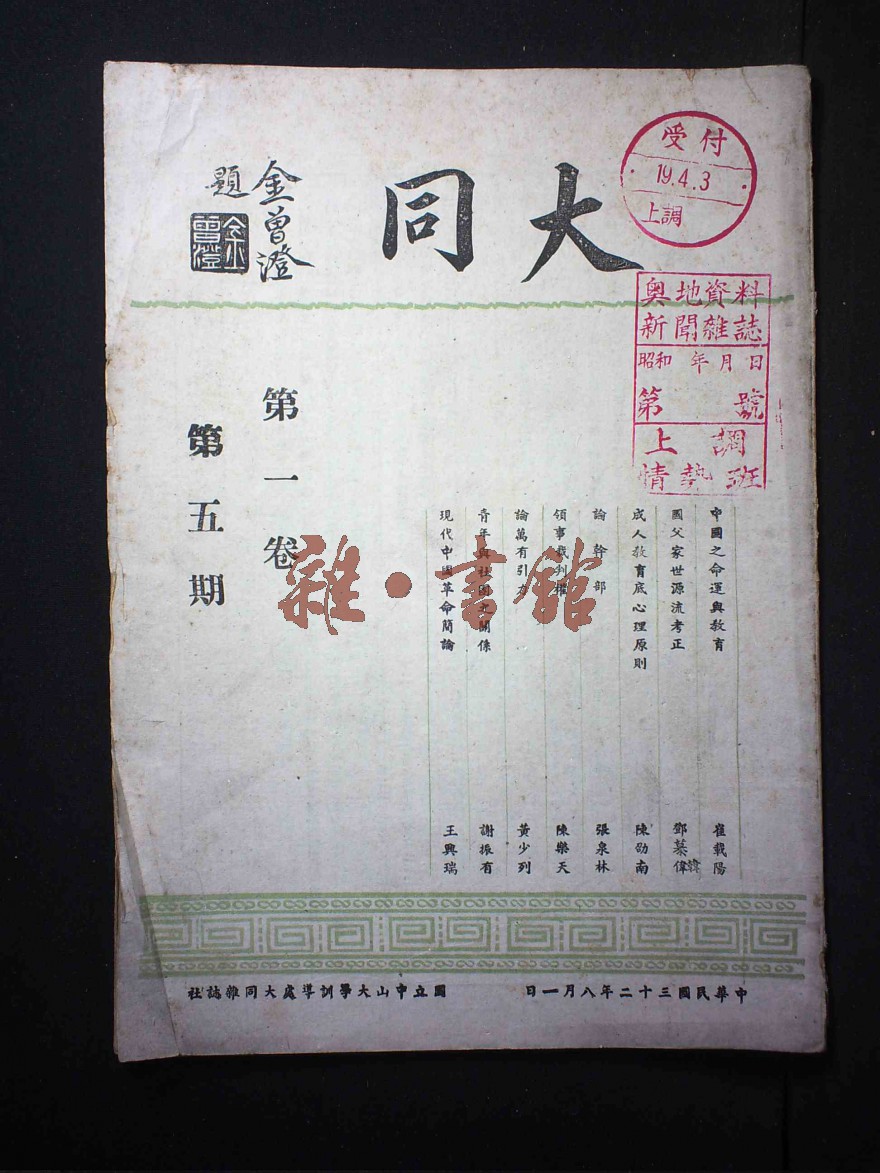 大同
金曾澄
題
金曾澄
受付
19.4.3
上調
奧地資料
新聞雜誌
昭和 年 月 日
第 號
上調
情勢班
第一卷
第五期
中國之命運與教育 崔載陽
國父家世源流考正 鄧慕偉韓
成人教育底心理原則 陳劭南
論幹部 張泉林
領事裁判權 陳樂天
論萬有引力 黃少列
青年與社團之關係 謝振有
現代中國革命簡論 王興瑞
雜·書館
中華民國三十二年八月一日
國立中山大學訓導處大同雜誌社